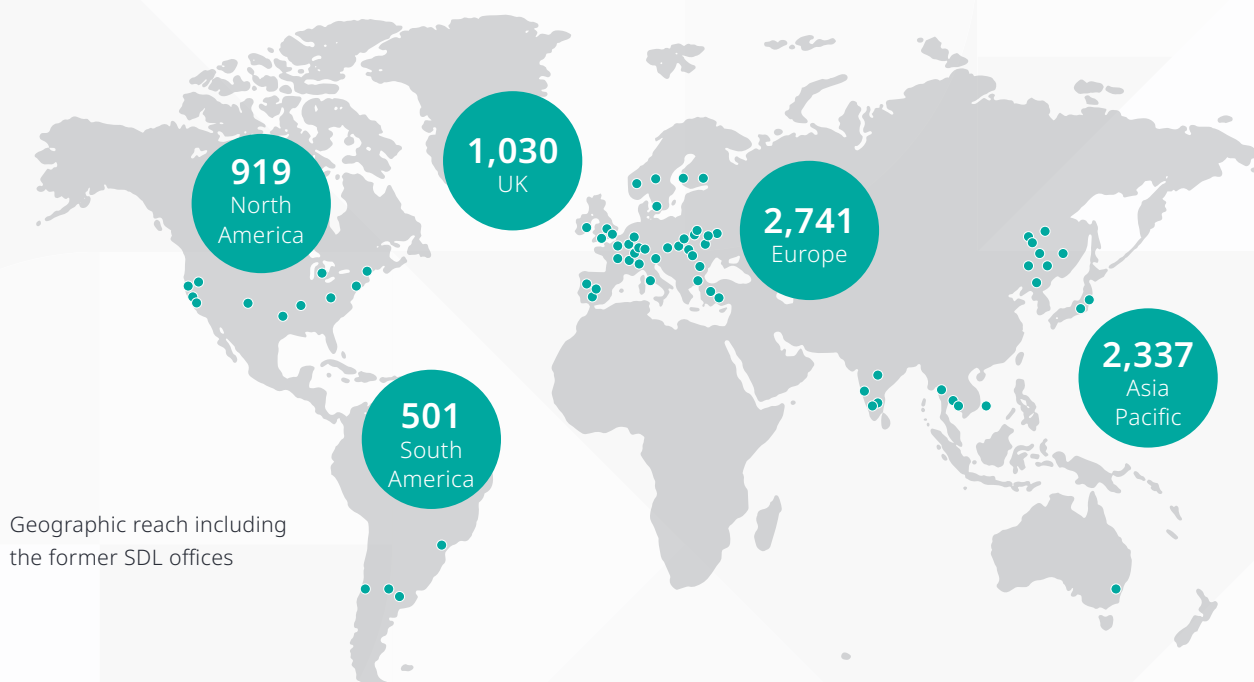 919
North
America
1,030
UK
2,741
Europe
2,337
Asia
Pacific
501
South
America
Geographic reach including
the former SDL offices